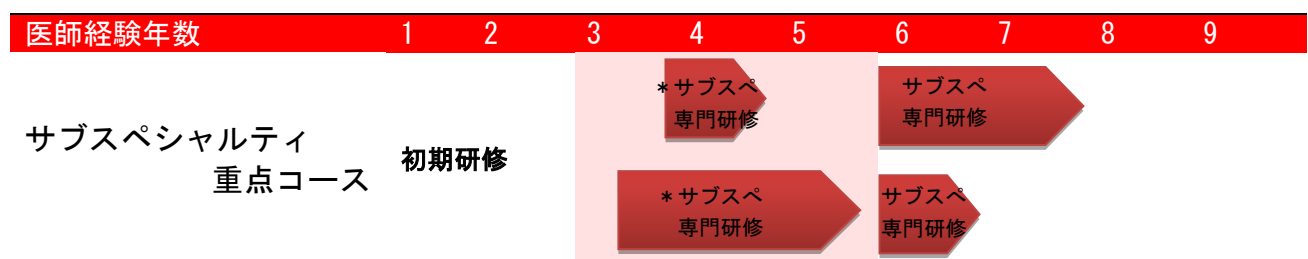 医師経験年数 1 2 3 4 5 6 7 8 9
サブスペシャルティ
重点コース
初期研修
*サブスペ
専門研修
サブスペ
専門研修
*サブスペ
専門研修
サブスペ
専門研修